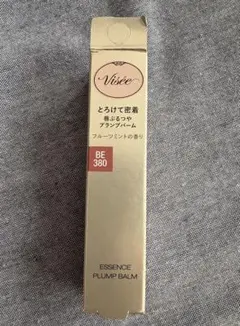 Visée
とろけて密着
極ぷるつや
プランプバーム
フルーツミントの香り
BE
380
ESSENCE
PLUMP BALM